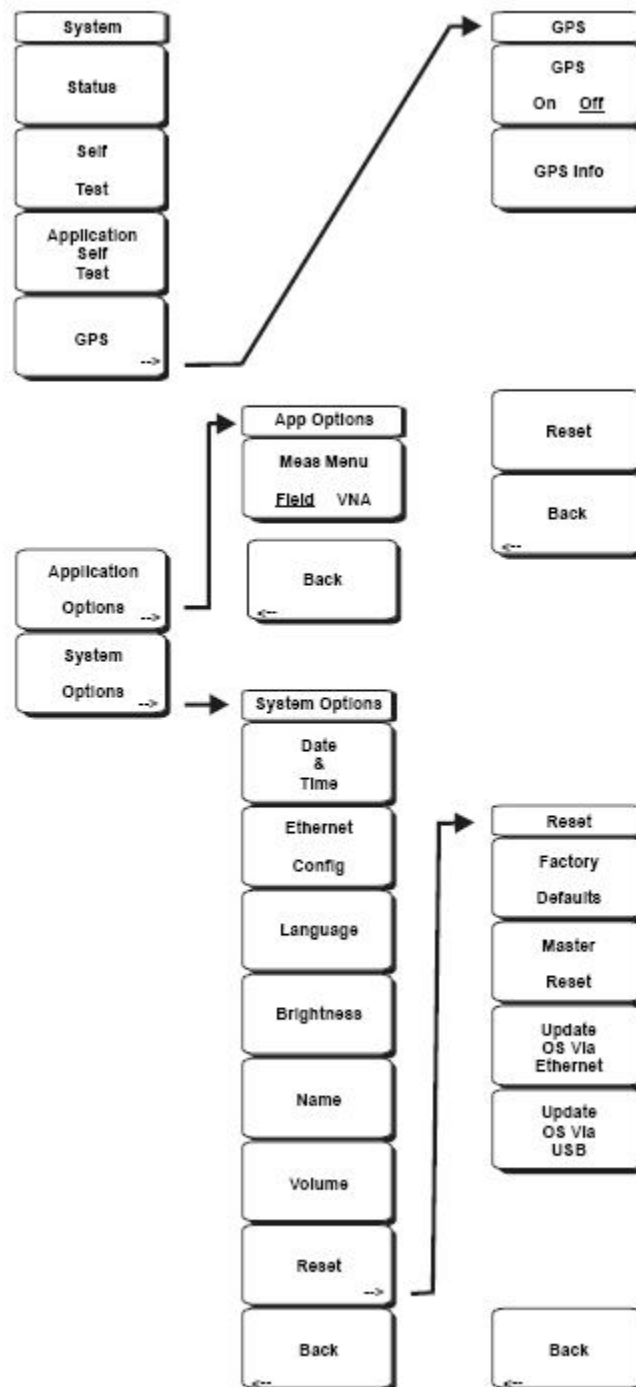 System
Status
Self
Test
Application
Self
Test
GPS
-->
Application
Options -->
System
Options -->
GPS
GPS
On Off
GPS Info
Reset
Back
<--
App Options
Meas Menu
Field VNA
Back
<--
System Options
Date
&
Time
Ethernet
Config
Language
Brightness
Name
Volume
Reset
-->
Back
<--
Reset
Factory
Defaults
Master
Reset
Update
OS Via
Ethernet
Update
OS Via
USB
Back
<--